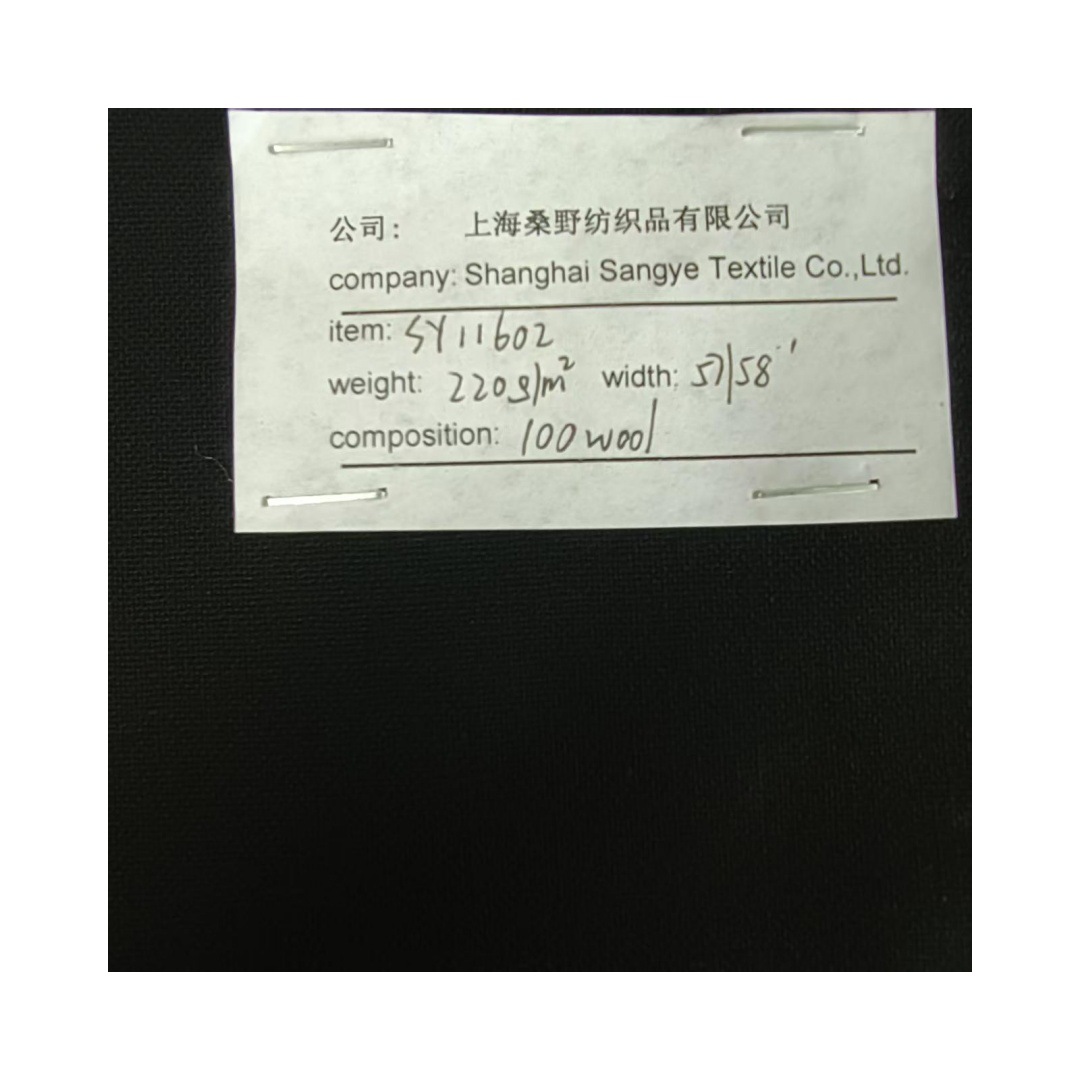 公司: 上海桑野纺织品有限公司
company: Shanghai Sangye Textile Co.,Ltd.
item: SY11602
weight: 220g/m² width: 57/58"
composition: 100 wool